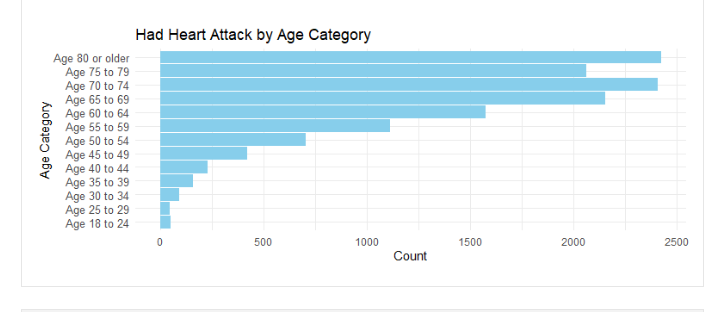 Had Heart Attack by Age Category
Age Category
Age 80 or older
Age 75 to 79
Age 70 to 74
Age 65 to 69
Age 60 to 64
Age 55 to 59
Age 50 to 54
Age 45 to 49
Age 40 to 44
Age 35 to 39
Age 30 to 34
Age 25 to 29
Age 18 to 24
0 500 1000 1500 2000 2500
Count